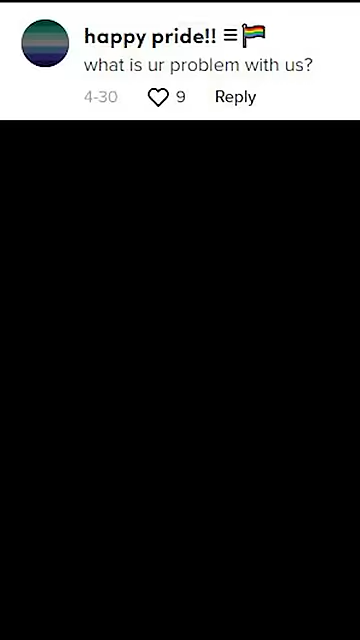 happy pride!! ☰🏳️‍🌈
what is ur problem with us?
4-30 9 Reply